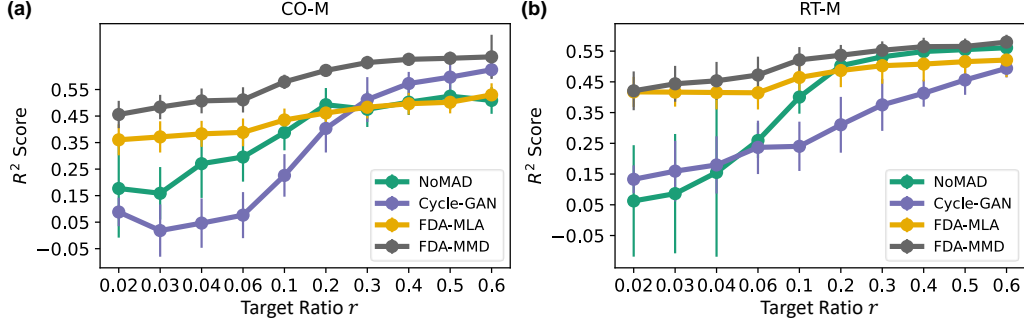 (a)
CO-M
R² Score
0.55
0.45
0.35
0.25
0.15
0.05
−0.05
NoMAD
Cycle-GAN
FDA-MLA
FDA-MMD
0.02 0.03 0.04 0.06 0.1 0.2 0.3 0.4 0.5 0.6
Target Ratio r
(b)
RT-M
R² Score
0.55
0.45
0.35
0.25
0.15
0.05
−0.05
NoMAD
Cycle-GAN
FDA-MLA
FDA-MMD
0.02 0.03 0.04 0.06 0.1 0.2 0.3 0.4 0.5 0.6
Target Ratio r